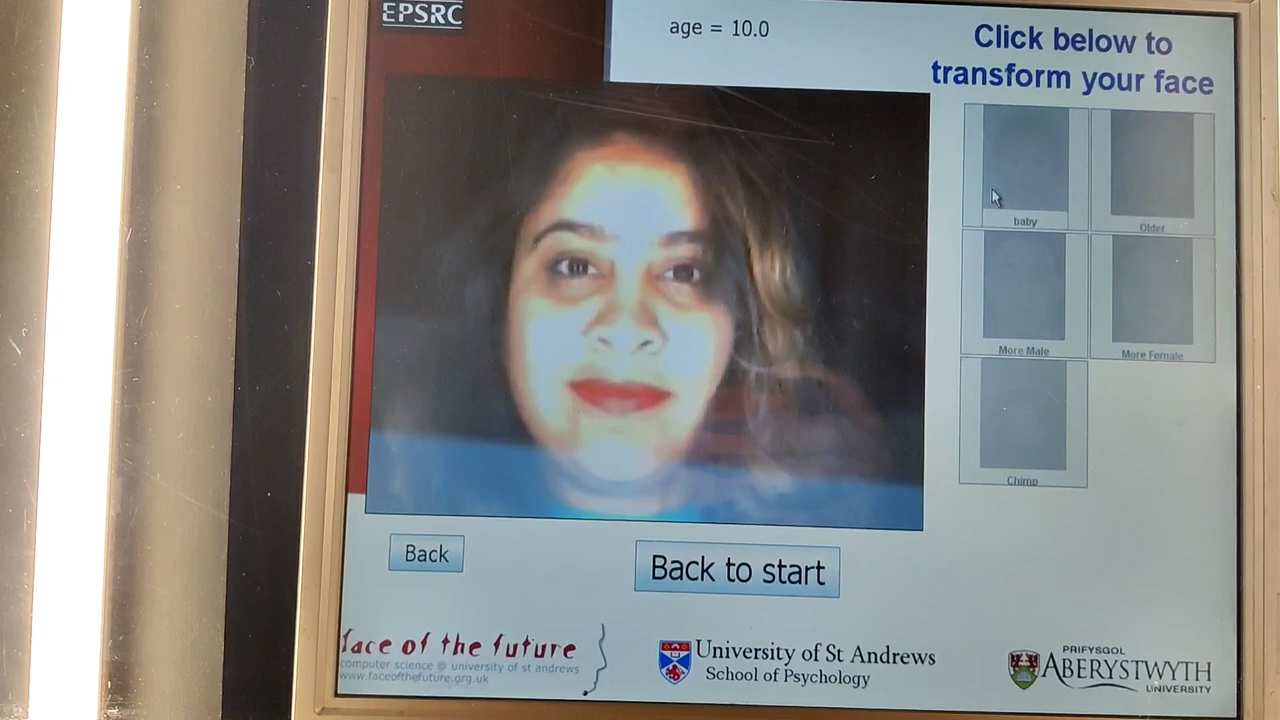 EPSRC
age = 10.0
Click below to
transform your face
baby
Older
More Male
More Female
Chimp
Back
Back to start
face of the future
computer science @ university of st andrews
www.faceofthefuture.org.uk
University of St Andrews
School of Psychology
PRIFYSGOL
ABERYSTWYTH
UNIVERSITY